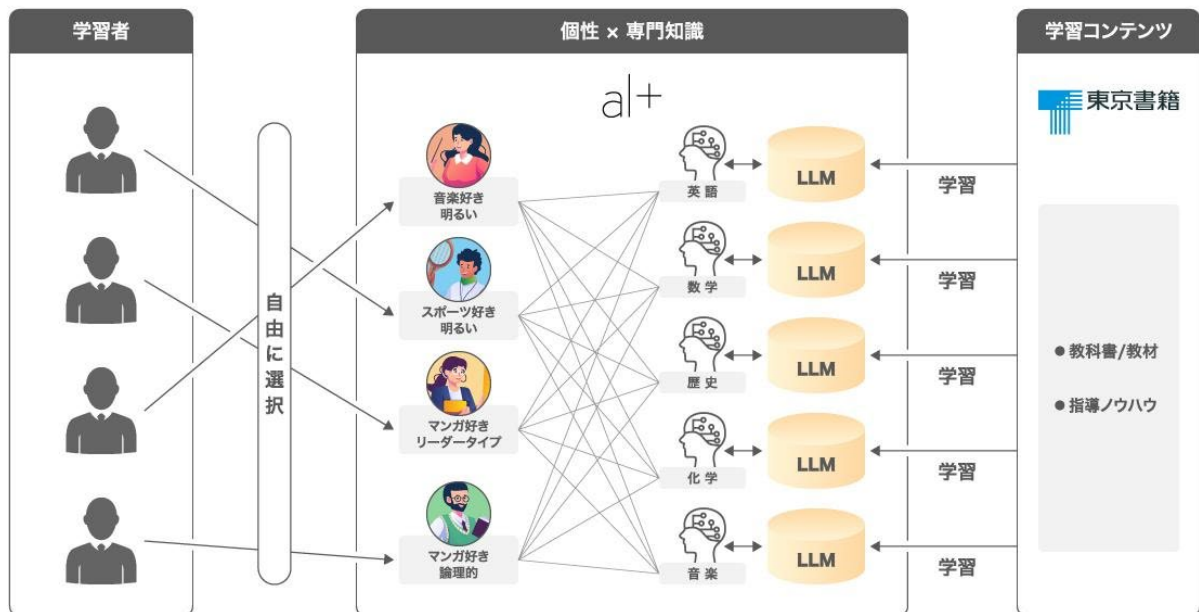 学習者
個性 × 専門知識
学習コンテンツ
al+
東京書籍
自由に選択
音楽好き
明るい
スポーツ好き
明るい
マンガ好き
リーダータイプ
マンガ好き
論理的
英語
LLM
学習
数学
LLM
学習
歴史
LLM
学習
化学
LLM
学習
音楽
LLM
学習
● 教科書/教材
● 指導ノウハウ